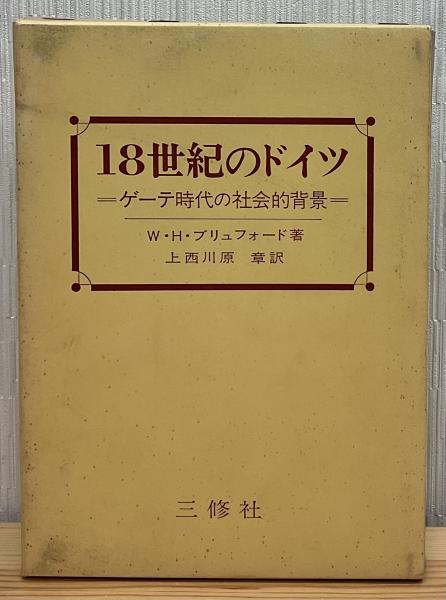 18世紀のドイツ
=ゲーテ時代の社会的背景=
W・H・ブリュフォード著
上西川原 章訳
三修社